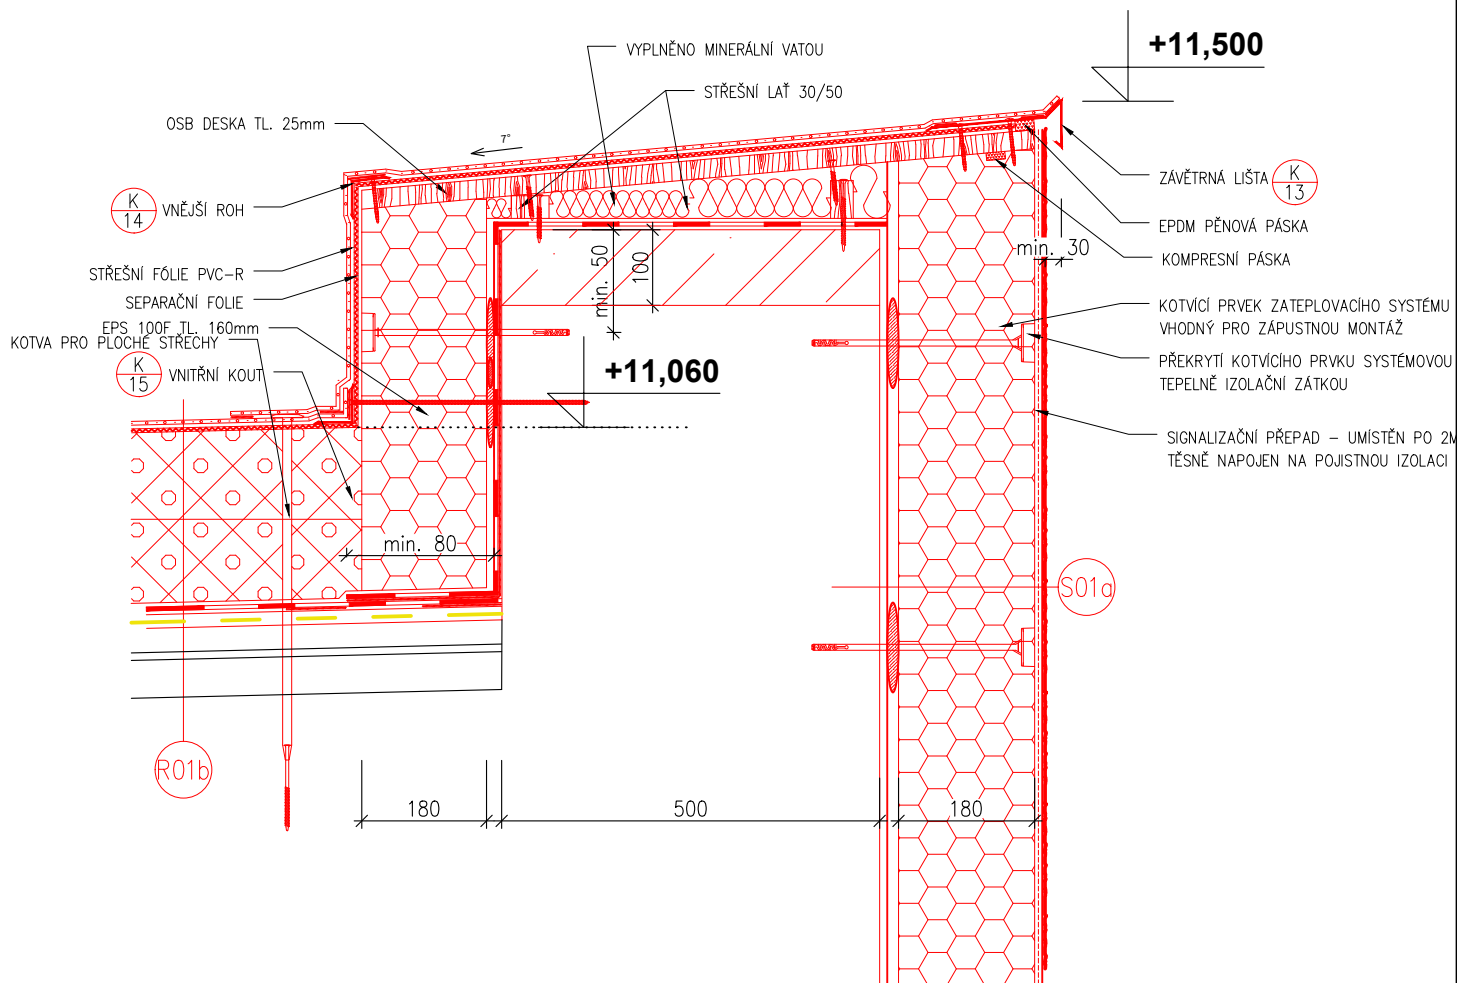 +11,500
VYPLNĚNO MINERÁLNÍ VATOU
STŘEŠNÍ LAŤ 30/50
OSB DESKA TL. 25mm
7°
K
14
VNĚJŠÍ ROH
STŘEŠNÍ FÓLIE PVC-R
SEPARAČNÍ FOLIE
EPS 100F TL. 160mm
KOTVA PRO PLOCHÉ STŘECHY
K
15
VNITŘNÍ KOUT
ZÁVĚTRNÁ LIŠTA
K
13
EPDM PĚNOVÁ PÁSKA
KOMPRESNÍ PÁSKA
min. 30
KOTVÍCÍ PRVEK ZATEPLOVACÍHO SYSTÉMU
VHODNÝ PRO ZÁPUSTNOU MONTÁŽ
PŘEKRYTÍ KOTVÍCÍHO PRVKU SYSTÉMOVOU
TEPELNĚ IZOLAČNÍ ZÁTKOU
SIGNALIZAČNÍ PŘEPAD – UMÍSTĚN PO 2M
TĚSNĚ NAPOJEN NA POJISTNOU IZOLACI
min. 50
100
+11,060
min. 80
S01a
R01b
180
500
180